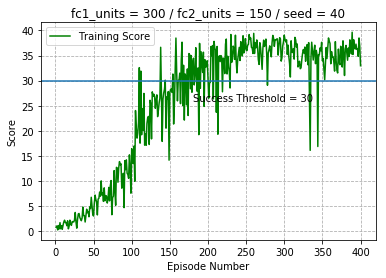 fc1_units = 300 / fc2_units = 150 / seed = 40
Training Score
40
35
30
25
20
15
10
5
0
Score
Success Threshold = 30
0 50 100 150 200 250 300 350 400
Episode Number